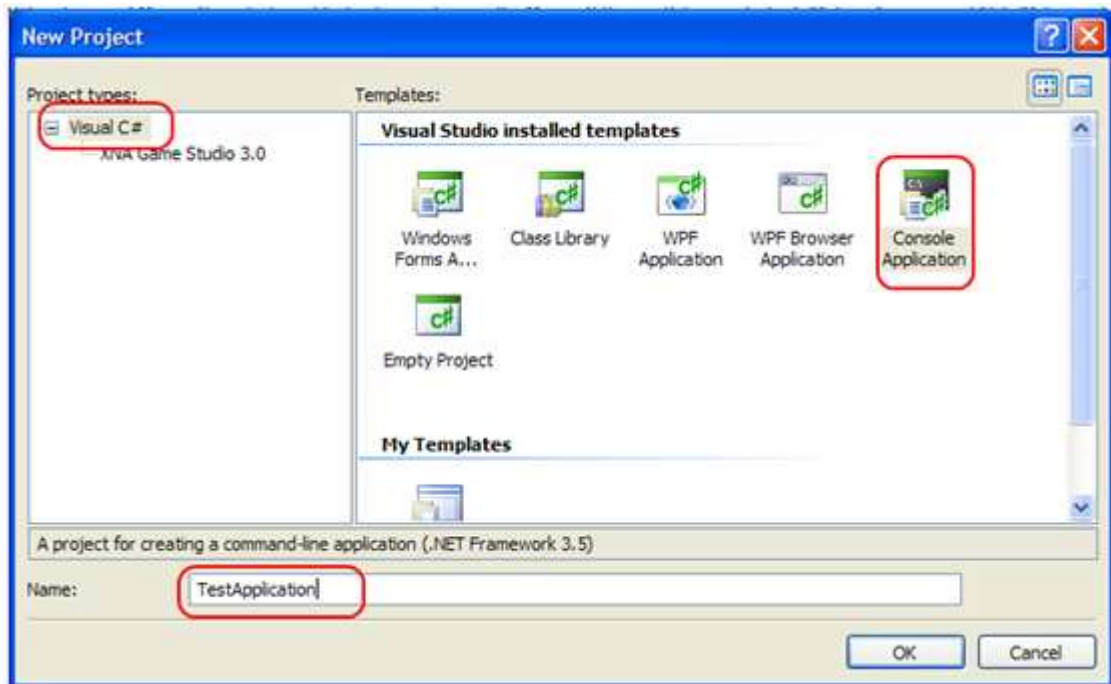 New Project
Project types:
Templates:
Visual C#
XNA Game Studio 3.0
Visual Studio installed templates
Windows Forms A...
Class Library
WPF Application
WPF Browser Application
Console Application
Empty Project
My Templates
A project for creating a command-line application (.NET Framework 3.5)
Name:
TestApplication
OK
Cancel